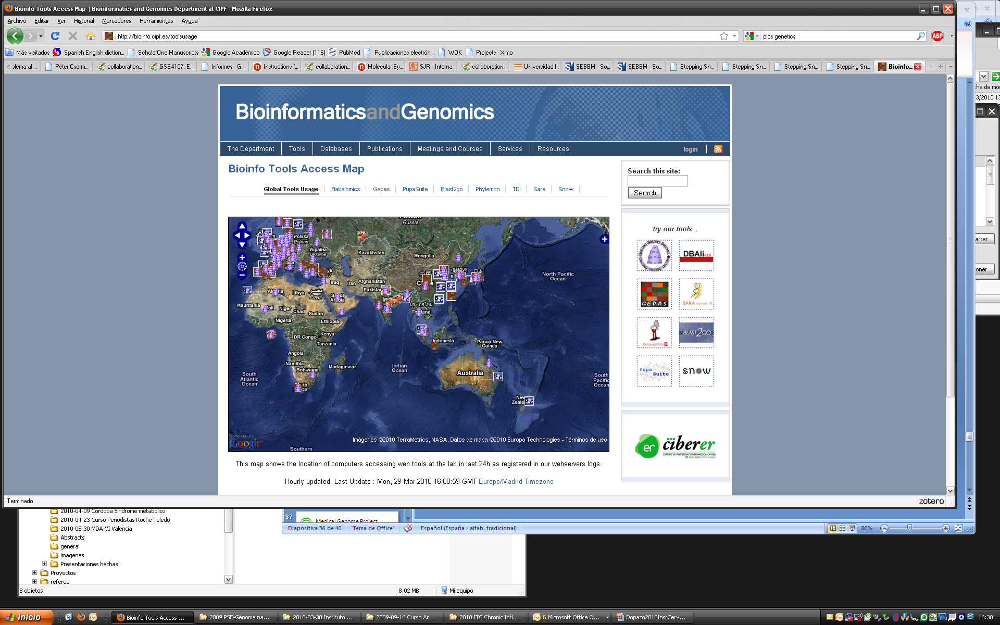 Bioinfo Tools Access Map | Bioinformatics and Genomics Department at CIPF - Mozilla Firefox
Archivo Editar Ver Historial Marcadores Herramientas Ayuda
http://bioinfo.cipf.es/toolsusage
plos genetics
ABP
Más visitados Spanish English diction... ScholarOne Manuscripts Google Académico Google Reader (116) PubMed Publicaciones electróni... WOK Projects - Ximo
olema al ... Péter Cserm... collaboration... GSE4107: E... Informes - G... Instructions f... collaboration... Molecular Sy... SJR - Interna... collaboration... Universidad I... SEBBM - So... SEBBM - So... Stepping Sn... Stepping Sn... Stepping Sn... Stepping Sn... Bioinfo...
BioinformaticsandGenomics
The Department Tools Databases Publications Meetings and Courses Services Resources login
Bioinfo Tools Access Map
Global Tools Usage Babelomics Gepas PupaSuite Blast2go Phylemon TDI Sara Snow
Russia
Polska
Poland
Україна
Ukraine
Kazakhstan
Mongolia
North Pacific
Ocean
Iraq Iran Afghanistan
Pakistan
Algeria Libya Egypt
Saudi
Arabia
Mauritania
Mali Niger Chad Sudan
Thailand
Nigeria Ethiopia
Kenya
DR Congo
Tanzania
Indonesia
Papua New
Guinea
Angola
Namibia
Botswana
Madagascar
Indian
Ocean
South
Atlantic
Ocean
Australia
South
Pacific
Ocean
New
Zeala
POWERED BY
Google
Imágenes ©2010 TerraMetrics, NASA, Datos de mapa ©2010 Europa Technologies - Términos de uso
Southern
This map shows the location of computers accessing web tools at the lab in last 24h as registered in our webservers logs.
Hourly updated. Last Update : Mon, 29 Mar 2010 16:00:59 GMT Europe/Madrid Timezone
Search this site:
Search
try our tools...
DBAli v2.0
GEPAS
SARA server
PHYLEMON 2
BLAST2GO
Pupa Suite
snow
er ciberer
CENTRO DE INVESTIGACIÓN BIOMÉDICA EN RED
DE ENFERMEDADES RARAS
Terminado
zotero
cha de mod
3/2010 13
artar
oner
2010-04-09 Cordoba Sindrome metabolico
2010-04-23 Curso Periodistas Roche Toledo
2010-05-30 MDA-VI Valencia
Abstracts
general
imagenes
Presentaciones hechas
Proyectos
referee
8 objetos
8.02 MB
Mi equipo
37
Medical Genome Project
Diapositiva 36 de 40
"Tema de Office"
Español (España - alfab. tradicional)
80%
Inicio
Bioinfo Tools Access ...
2009 PSE-Genoma na...
2010-03-30 Instituto ...
2009-09-16 Curso Ar...
2010 ITC Chronic Infl...
6 Microsoft Office O...
Dopazo2010InstCerv...
16:30